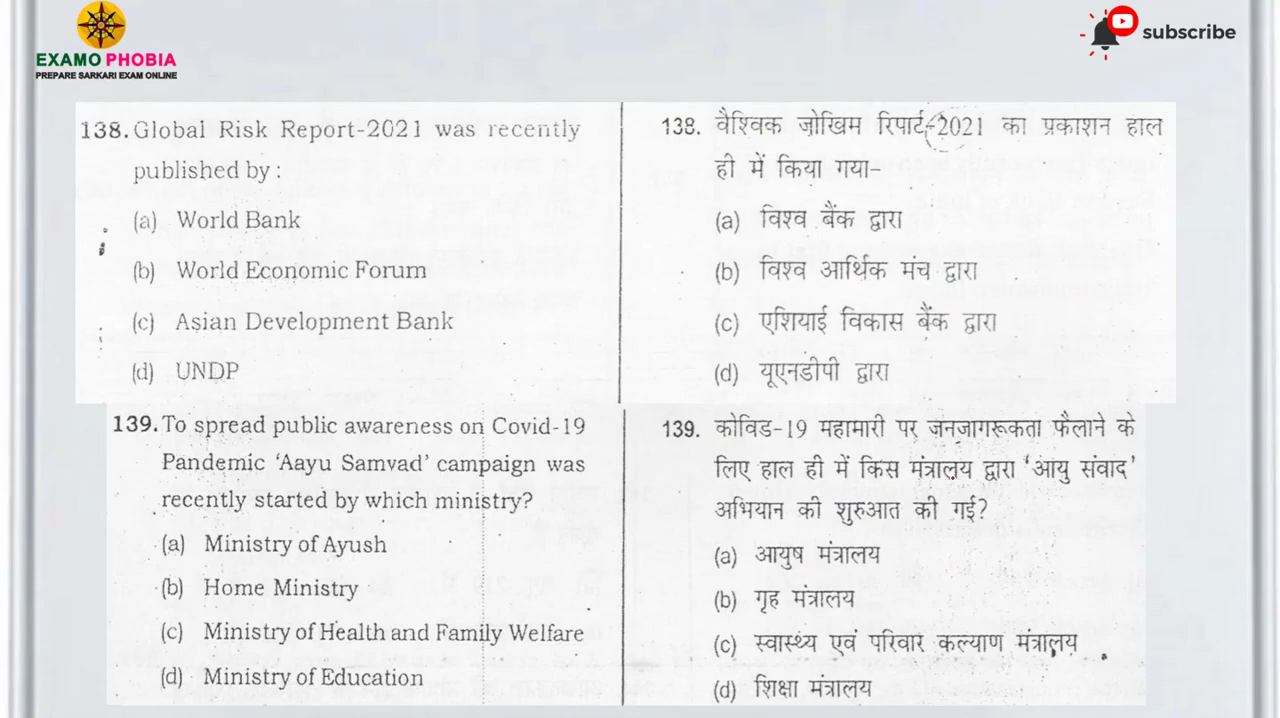 EXAMO PHOBIA
PREPARE SARKARI EXAM ONLINE
subscribe
138. Global Risk Report-2021 was recently
published by :
(a) World Bank
(b) World Economic Forum
(c) Asian Development Bank
(d) UNDP
139. To spread public awareness on Covid-19
Pandemic 'Aayu Samvad' campaign was
recently started by which ministry?
(a) Ministry of Ayush
(b) Home Ministry
(c) Ministry of Health and Family Welfare
(d) Ministry of Education
138. वैश्विक जोखिम रिपार्ट-2021 का प्रकाशन हाल
ही में किया गया-
(a) विश्व बैंक द्वारा
(b) विश्व आर्थिक मंच द्वारा
(c) एशियाई विकास बैंक द्वारा
(d) यूएनडीपी द्वारा
139. कोविड-19 महामारी पर जनजागरूकता फैलाने के
लिए हाल ही में किस मंत्रालय द्वारा 'आयु संवाद'
अभियान की शुरुआत की गई?
(a) आयुष मंत्रालय
(b) गृह मंत्रालय
(c) स्वास्थ्य एवं परिवार कल्याण मंत्रालय
(d) शिक्षा मंत्रालय